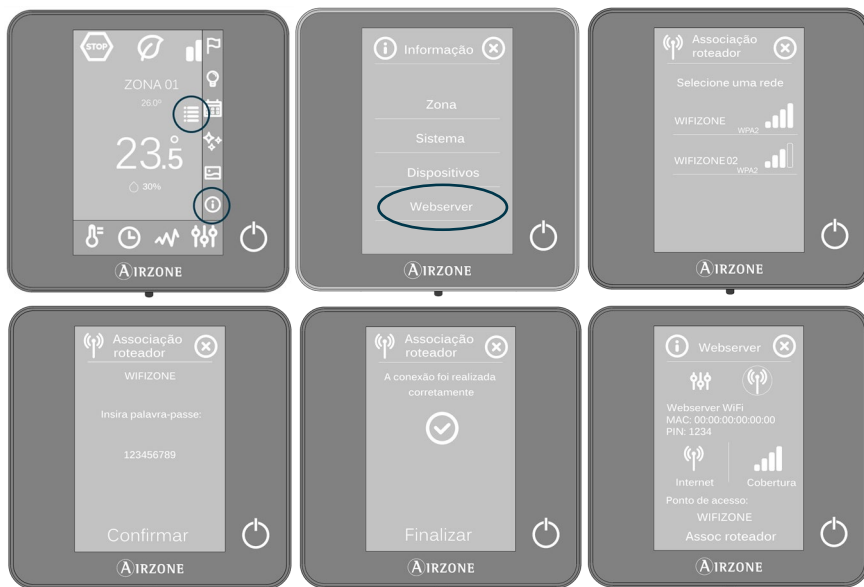 STOP
ZONA 01
26.0º
23.5°
30%
AIRZONE
Informação
Zona
Sistema
Dispositivos
Webserver
AIRZONE
Associação
roteador
Selecione uma rede
WIFIZONE
WPA2
WIFIZONE02
WPA2
AIRZONE
Associação
roteador
WIFIZONE
Insira palavra-passe:
123456789
Confirmar
AIRZONE
Associação
roteador
A conexão foi realizada
corretamente
Finalizar
AIRZONE
Webserver
Webserver WiFi
MAC: 00:00:00:00:00:00
PIN: 1234
Internet Cobertura
Ponto de acesso:
WIFIZONE
Assoc roteador
AIRZONE